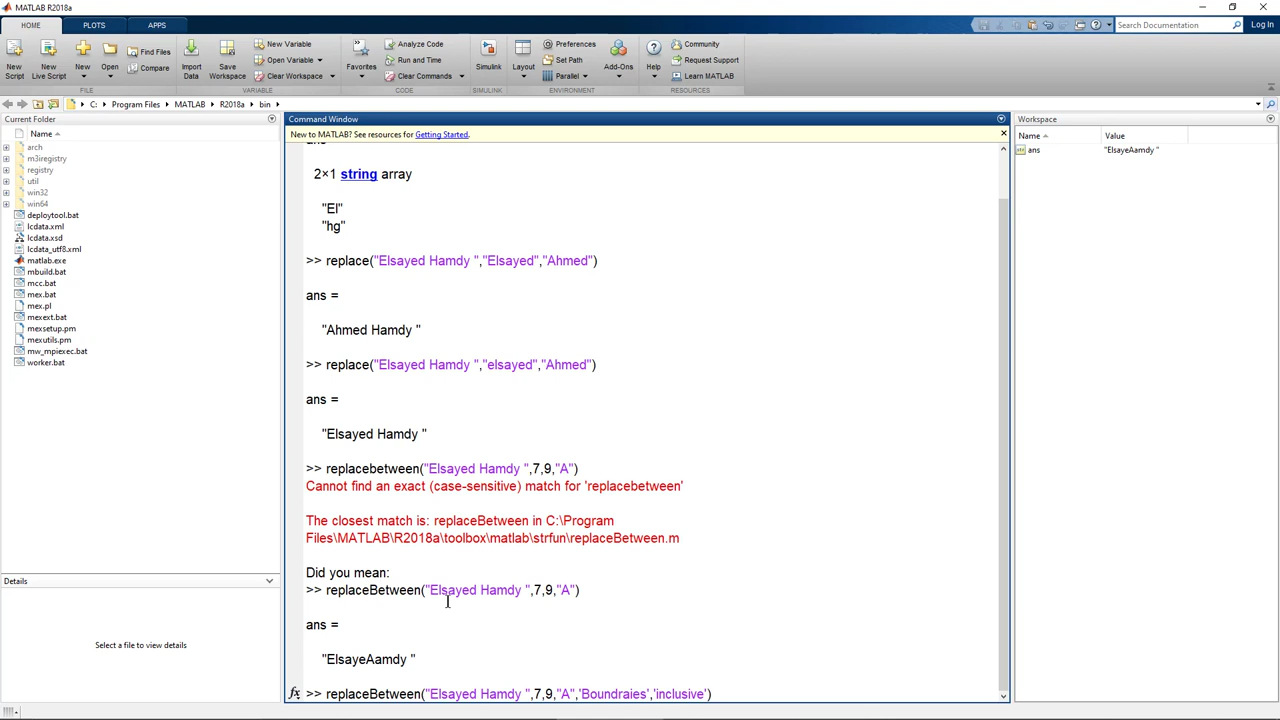 MATLAB R2018a
HOME PLOTS APPS
Search Documentation Log In
New Script
New Live Script
New
Open
Find Files
Compare
FILE
Import Data
Save Workspace
New Variable
Open Variable
Clear Workspace
VARIABLE
Favorites
Analyze Code
Run and Time
Clear Commands
CODE
Simulink
SIMULINK
Layout
Preferences
Set Path
Parallel
Add-Ons
ENVIRONMENT
Help
Community
Request Support
Learn MATLAB
RESOURCES
C: Program Files MATLAB R2018a bin
Current Folder
Name
arch
m3iregistry
registry
util
win32
win64
deploytool.bat
lcdata.xml
lcdata.xsd
lcdata_utf8.xml
matlab.exe
mbuild.bat
mcc.bat
mex.bat
mex.pl
mexext.bat
mexsetup.pm
mexutils.pm
mw_mpiexec.bat
worker.bat
Details
Select a file to view details
Command Window
New to MATLAB? See resources for Getting Started.
ans
2×1 string array
"El"
"hg"
>> replace("Elsayed Hamdy ","Elsayed","Ahmed")
ans =
"Ahmed Hamdy "
>> replace("Elsayed Hamdy ","elsayed","Ahmed")
ans =
"Elsayed Hamdy "
>> replacebetween("Elsayed Hamdy ",7,9,"A")
Cannot find an exact (case-sensitive) match for 'replacebetween'
The closest match is: replaceBetween in C:\Program
Files\MATLAB\R2018a\toolbox\matlab\strfun\replaceBetween.m
Did you mean:
>> replaceBetween("Elsayed Hamdy ",7,9,"A")
ans =
"ElsayeAamdy "
fx >> replaceBetween("Elsayed Hamdy ",7,9,"A",'Boundraies','inclusive')
Workspace
Name Value
ans "ElsayeAamdy "